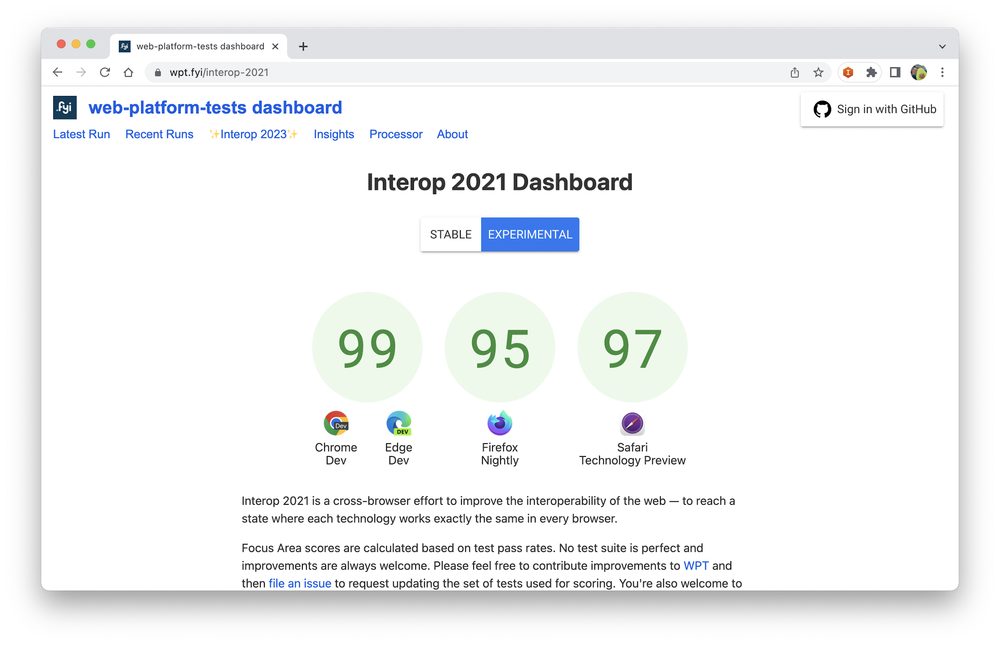 .fyi web-platform-tests dashboard
wpt.fyi/interop-2021
I
.fyi web-platform-tests dashboard
Sign in with GitHub
Latest Run Recent Runs ✨Interop 2023✨ Insights Processor About
Interop 2021 Dashboard
STABLE EXPERIMENTAL
99 95 97
Dev DEV
Chrome Edge Firefox Safari
Dev Dev Nightly Technology Preview
Interop 2021 is a cross-browser effort to improve the interoperability of the web — to reach a
state where each technology works exactly the same in every browser.
Focus Area scores are calculated based on test pass rates. No test suite is perfect and
improvements are always welcome. Please feel free to contribute improvements to WPT and
then file an issue to request updating the set of tests used for scoring. You're also welcome to